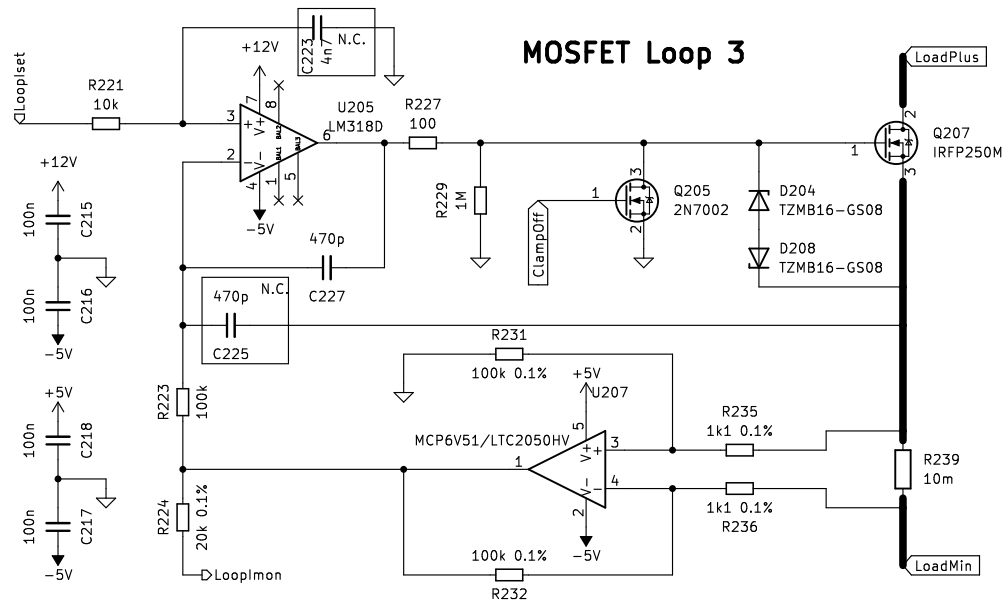 MOSFET Loop 3
LoopIset
R221
10k
+12V
C223
4n7
N.C.
3
2
7
8
4
1
5
6
+
−
V+
V-
BAL2
BAL1
BAL3
U205
LM318D
-5V
R227
100
R229
1M
ClampOff
1
3
2
Q205
2N7002
D204
TZMB16-GS08
D208
TZMB16-GS08
LoadPlus
1
2
3
Q207
IRFP250M
+12V
100n
C215
100n
C216
-5V
470p
C227
470p
N.C.
C225
R231
100k 0.1%
+5V
U207
MCP6V51/LTC2050HV
1
5
3
4
2
V+
+
V-
−
-5V
R235
1k1 0.1%
1k1 0.1%
R236
R239
10m
+5V
100n
C218
100n
C217
-5V
R223
100k
R224
20k 0.1%
LoopImon
100k 0.1%
R232
LoadMin